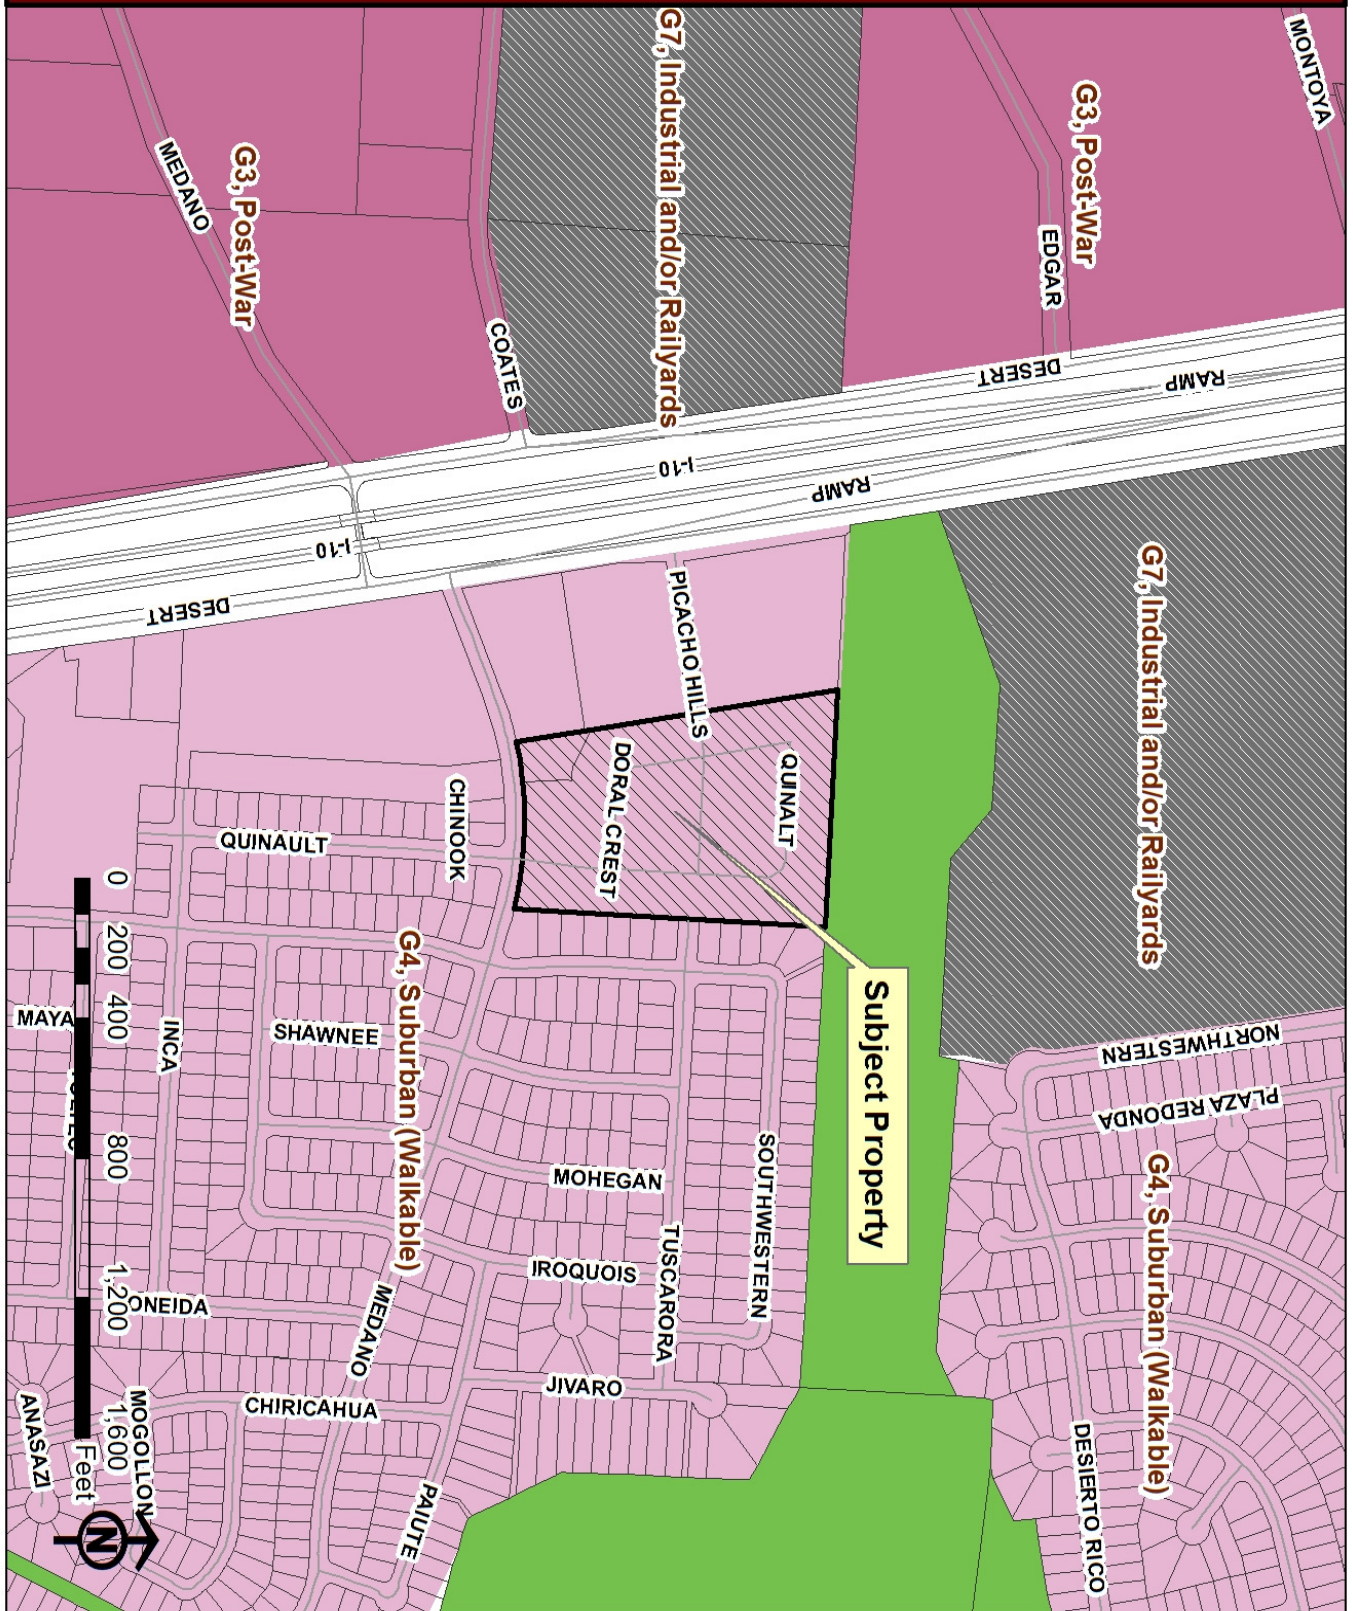 MONTOYA
G3, Post-War
EDGAR
DESERT
RAMP
G7, Industrial and/or Railyards
G3, Post-War
MEDANO
COATES
I-10
RAMP
I-10
DESERT
G7, Industrial and/or Railyards
PICACHO HILLS
QUINALT
DORAL CREST
CHINOOK
QUINAULT
Subject Property
NORTHWESTERN
PLAZA REDONDA
G4, Suburban (Walkable)
DESIERTO RICO
G4, Suburban (Walkable)
SHAWNEE
INCA
MAYA
MOHEGAN
SOUTHWESTERN
TUSCARORA
IROQUOIS
JIVARO
MEDANO
ONEIDA
CHIRICAHUA
PAIUTE
MOGOLLON
ANASAZI
0 200 400 800 1,200 1,600
Feet
N